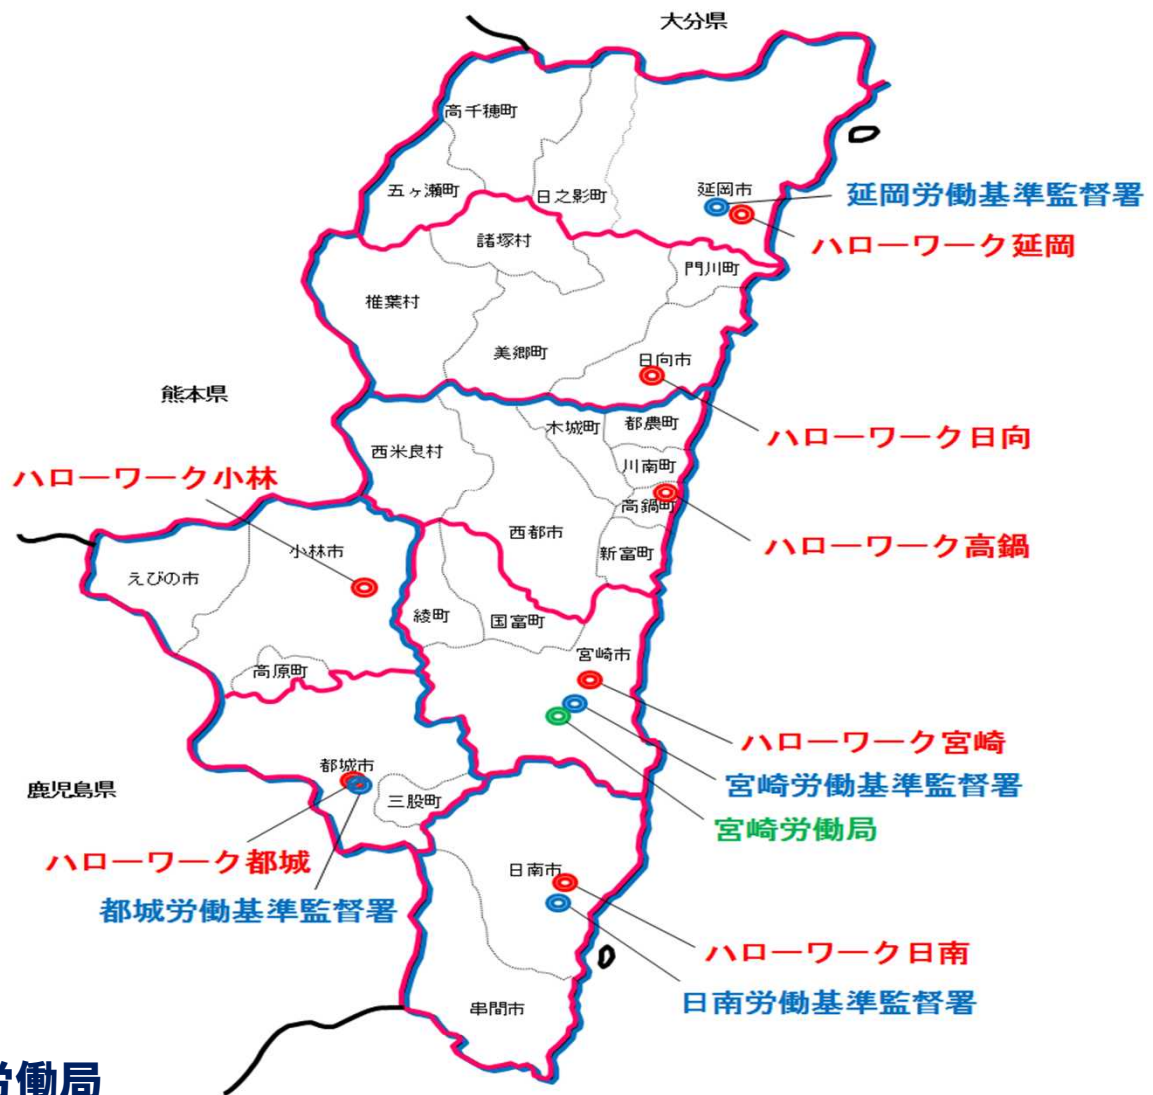 大分県
高千穂町
五ヶ瀬町
日之影町
延岡市
延岡労働基準監督署
ハローワーク延岡
諸塚村
門川町
椎葉村
美郷町
日向市
熊本県
木城町
都農町
ハローワーク日向
西米良村
川南町
ハローワーク小林
高鍋町
西都市
小林市
新富町
ハローワーク高鍋
えびの市
綾町
国富町
宮崎市
高原町
ハローワーク宮崎
都城市
宮崎労働基準監督署
鹿児島県
三股町
宮崎労働局
ハローワーク都城
日南市
都城労働基準監督署
ハローワーク日南
串間市
日南労働基準監督署
労働局